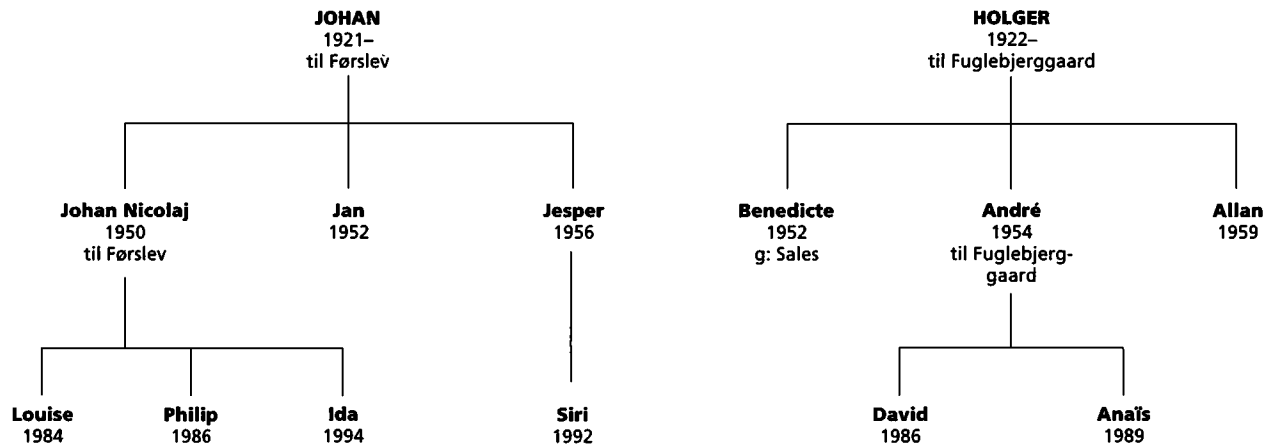 JOHAN
1921–
til Førslev
HOLGER
1922–
til Fuglebjerggaard
Johan Nicolaj
1950
til Førslev
Jan
1952
Jesper
1956
Benedicte
1952
g: Sales
André
1954
til Fuglebjerg-
gaard
Allan
1959
Louise
1984
Philip
1986
Ida
1994
Siri
1992
David
1986
Anaïs
1989